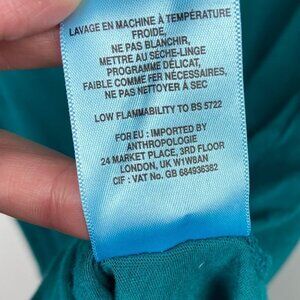 LAVAGE EN MACHINE À TEMPÉRATURE
FROIDE,
NE PAS BLANCHIR,
METTRE AU SÈCHE-LINGE
PROGRAMME DÉLICAT,
FAIBLE COMME FER NÉCESSAIRES,
NE PAS NETTOYER À SEC
LOW FLAMMABILITY TO BS 5722
FOR EU : IMPORTED BY
ANTHROPOLOGIE
24 MARKET PLACE, 3RD FLOOR
LONDON, UK W1W8AN
CIF : VAT No. GB 684936382